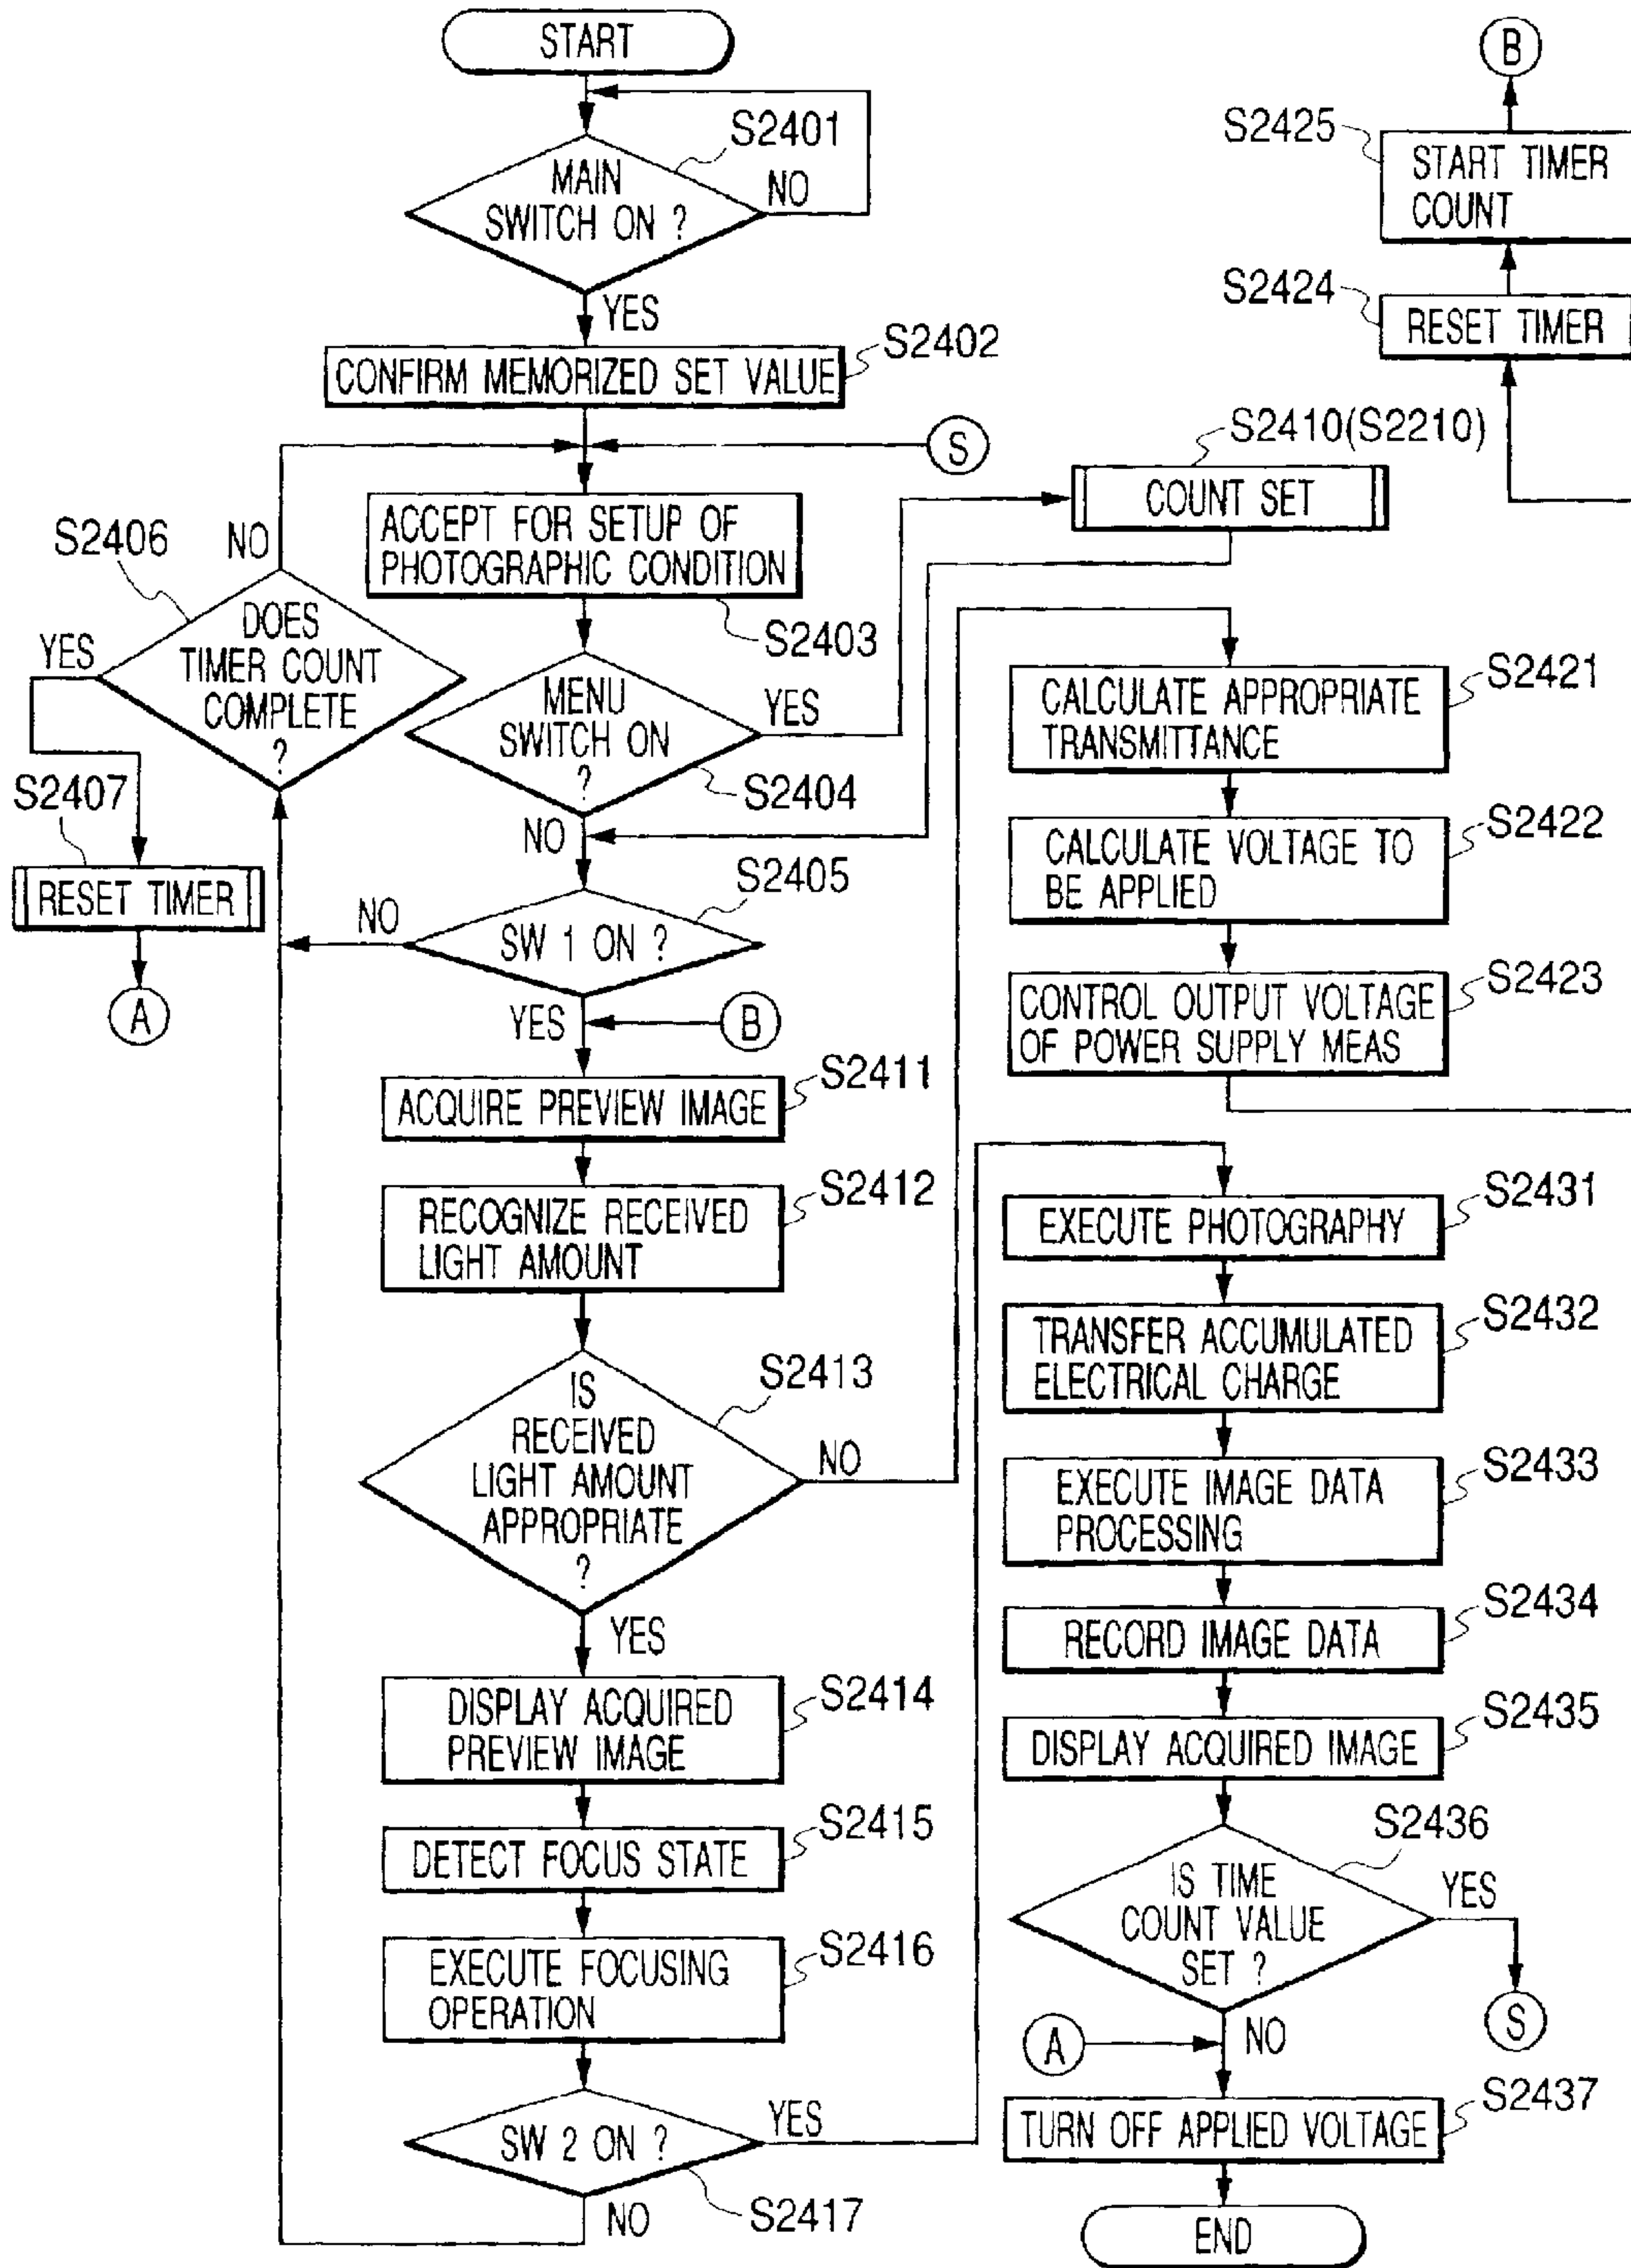 START
S2401
MAIN
SWITCH ON ?
NO
YES
CONFIRM MEMORIZED SET VALUE
S2402
S
ACCEPT FOR SETUP OF
PHOTOGRAPHIC CONDITION
S2403
S2406
NO
DOES
TIMER COUNT
COMPLETE
?
YES
S2407
RESET TIMER
A
MENU
SWITCH ON
?
YES
S2404
NO
S2405
SW 1 ON ?
NO
YES
B
ACQUIRE PREVIEW IMAGE
S2411
RECOGNIZE RECEIVED
LIGHT AMOUNT
S2412
S2413
IS
RECEIVED
LIGHT AMOUNT
APPROPRIATE
?
NO
YES
DISPLAY ACQUIRED
PREVIEW IMAGE
S2414
DETECT FOCUS STATE
S2415
EXECUTE FOCUSING
OPERATION
S2416
SW 2 ON ?
YES
NO
S2417
B
S2425
START TIMER
COUNT
S2424
RESET TIMER
S2410(S2210)
COUNT SET
CALCULATE APPROPRIATE
TRANSMITTANCE
S2421
CALCULATE VOLTAGE TO
BE APPLIED
S2422
CONTROL OUTPUT VOLTAGE
OF POWER SUPPLY MEAS
S2423
EXECUTE PHOTOGRAPHY
S2431
TRANSFER ACCUMULATED
ELECTRICAL CHARGE
S2432
EXECUTE IMAGE DATA
PROCESSING
S2433
RECORD IMAGE DATA
S2434
DISPLAY ACQUIRED IMAGE
S2435
S2436
IS TIME
COUNT VALUE
SET ?
YES
S
A
NO
TURN OFF APPLIED VOLTAGE
S2437
END